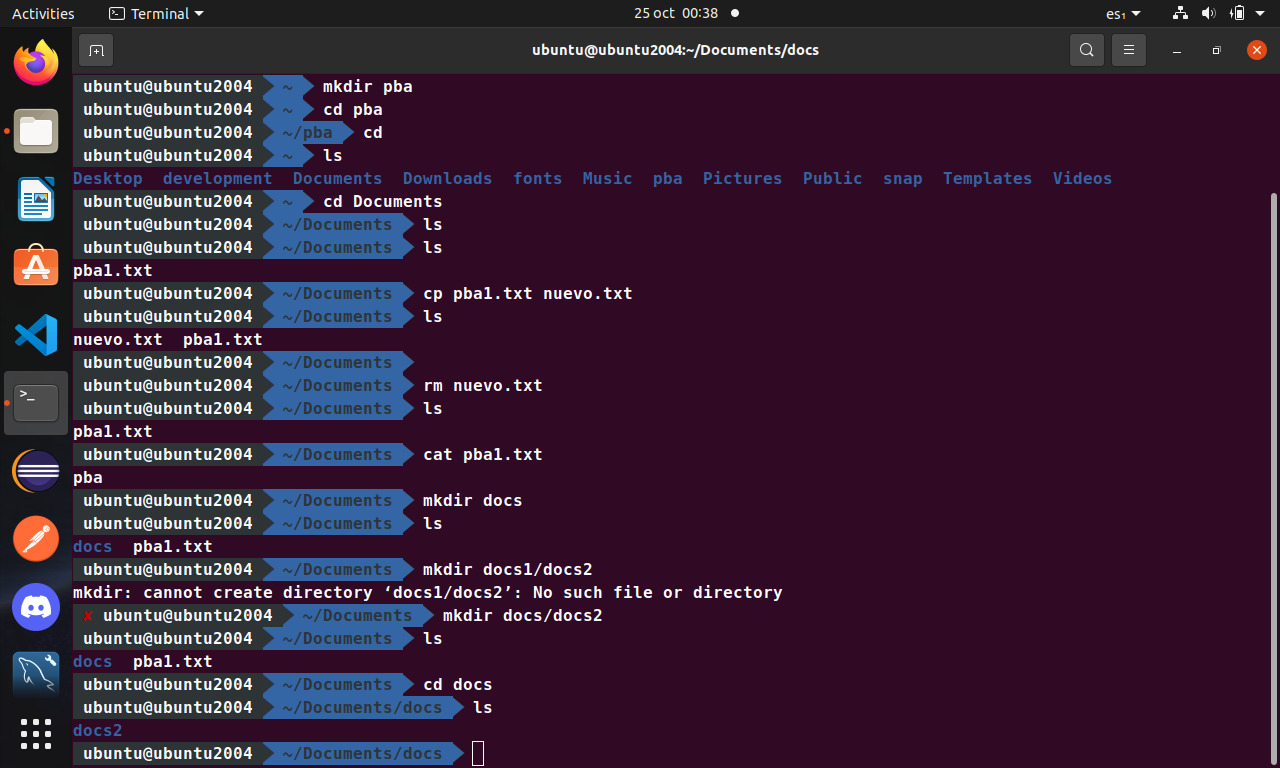 Activities Terminal 25 oct 00:38 es₁
ubuntu@ubuntu2004:~/Documents/docs
ubuntu@ubuntu2004 ~ mkdir pba
ubuntu@ubuntu2004 ~ cd pba
ubuntu@ubuntu2004 ~/pba cd
ubuntu@ubuntu2004 ~ ls
Desktop development Documents Downloads fonts Music pba Pictures Public snap Templates Videos
ubuntu@ubuntu2004 ~ cd Documents
ubuntu@ubuntu2004 ~/Documents ls
ubuntu@ubuntu2004 ~/Documents ls
pba1.txt
ubuntu@ubuntu2004 ~/Documents cp pba1.txt nuevo.txt
ubuntu@ubuntu2004 ~/Documents ls
nuevo.txt pba1.txt
ubuntu@ubuntu2004 ~/Documents
ubuntu@ubuntu2004 ~/Documents rm nuevo.txt
ubuntu@ubuntu2004 ~/Documents ls
pba1.txt
ubuntu@ubuntu2004 ~/Documents cat pba1.txt
pba
ubuntu@ubuntu2004 ~/Documents mkdir docs
ubuntu@ubuntu2004 ~/Documents ls
docs pba1.txt
ubuntu@ubuntu2004 ~/Documents mkdir docs1/docs2
mkdir: cannot create directory ‘docs1/docs2’: No such file or directory
✘ ubuntu@ubuntu2004 ~/Documents mkdir docs/docs2
ubuntu@ubuntu2004 ~/Documents ls
docs pba1.txt
ubuntu@ubuntu2004 ~/Documents cd docs
ubuntu@ubuntu2004 ~/Documents/docs ls
docs2
ubuntu@ubuntu2004 ~/Documents/docs